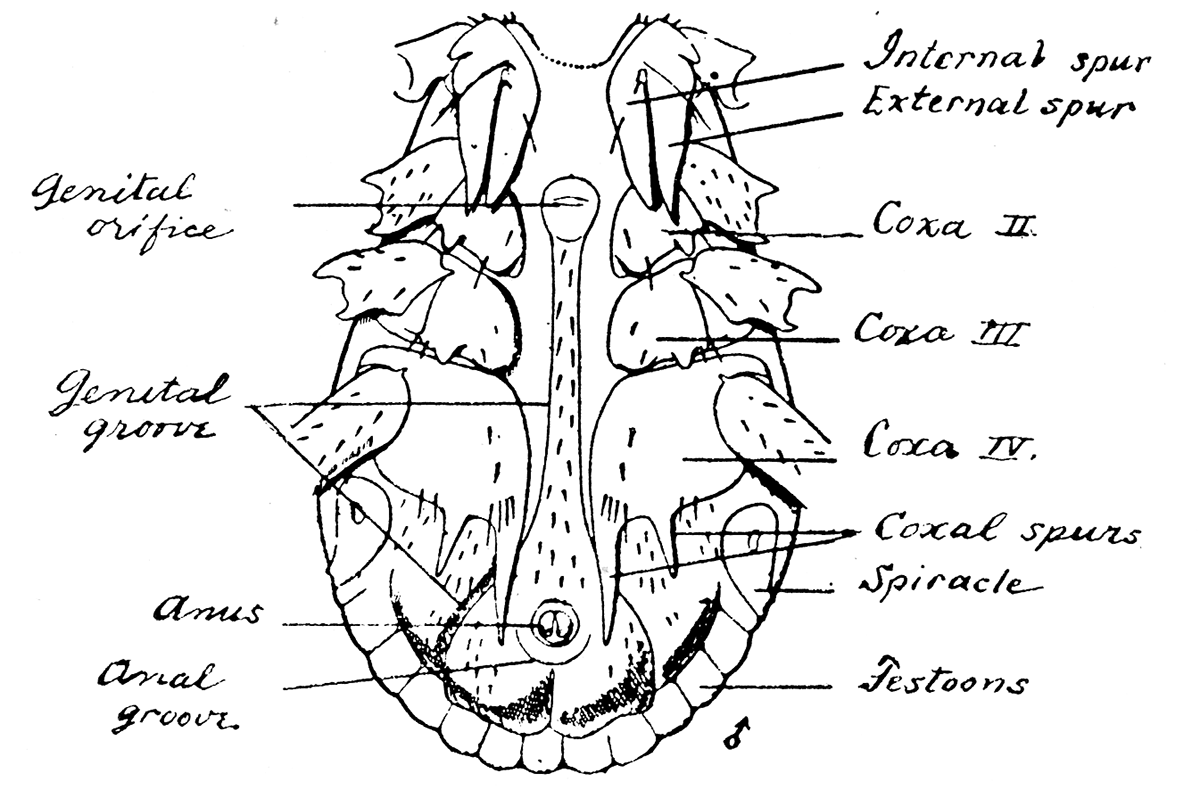 Internal spur
External spur
Genital
orifice
Coxa II.
Coxa III
Genital
groove
Coxa IV.
Coxal spurs
Spiracle
Anus
Anal
groove
Festoons
♂